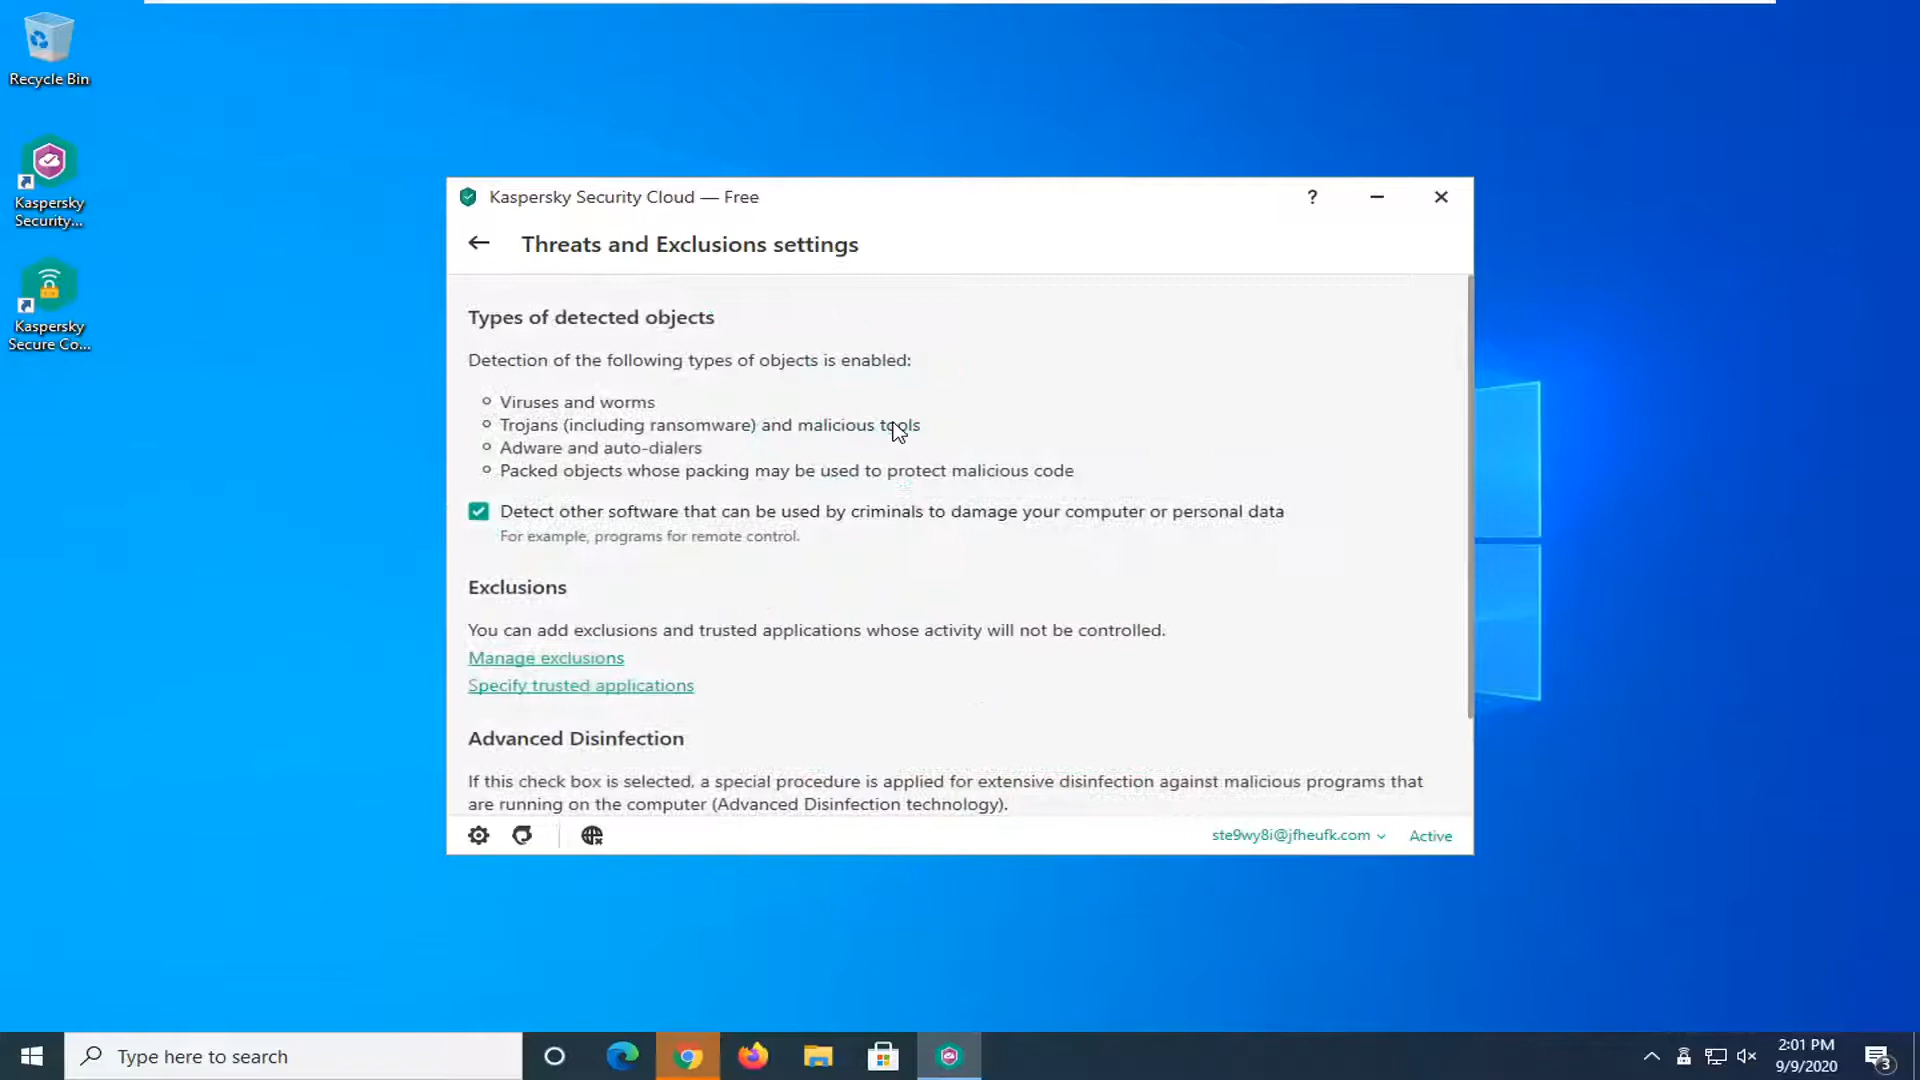 Recycle Bin
Kaspersky
Security...
Kaspersky
Secure Co...
Kaspersky Security Cloud — Free
?
Threats and Exclusions settings
Types of detected objects
Detection of the following types of objects is enabled:
Viruses and worms
Trojans (including ransomware) and malicious tools
Adware and auto-dialers
Packed objects whose packing may be used to protect malicious code
Detect other software that can be used by criminals to damage your computer or personal data
For example, programs for remote control.
Exclusions
You can add exclusions and trusted applications whose activity will not be controlled.
Manage exclusions
Specify trusted applications
Advanced Disinfection
If this check box is selected, a special procedure is applied for extensive disinfection against malicious programs that
are running on the computer (Advanced Disinfection technology).
ste9wy8i@jfheufk.com Active
Type here to search
2:01 PM
9/9/2020
3